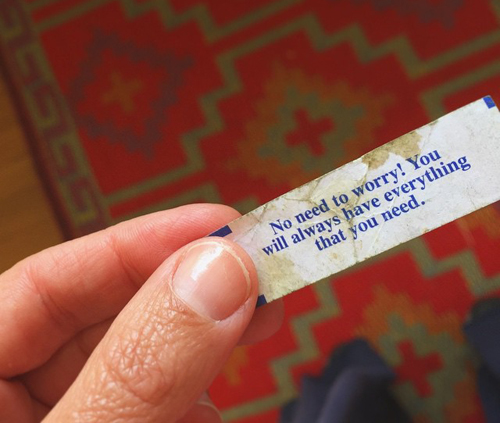 No need to worry! You
will always have everything
that you need.